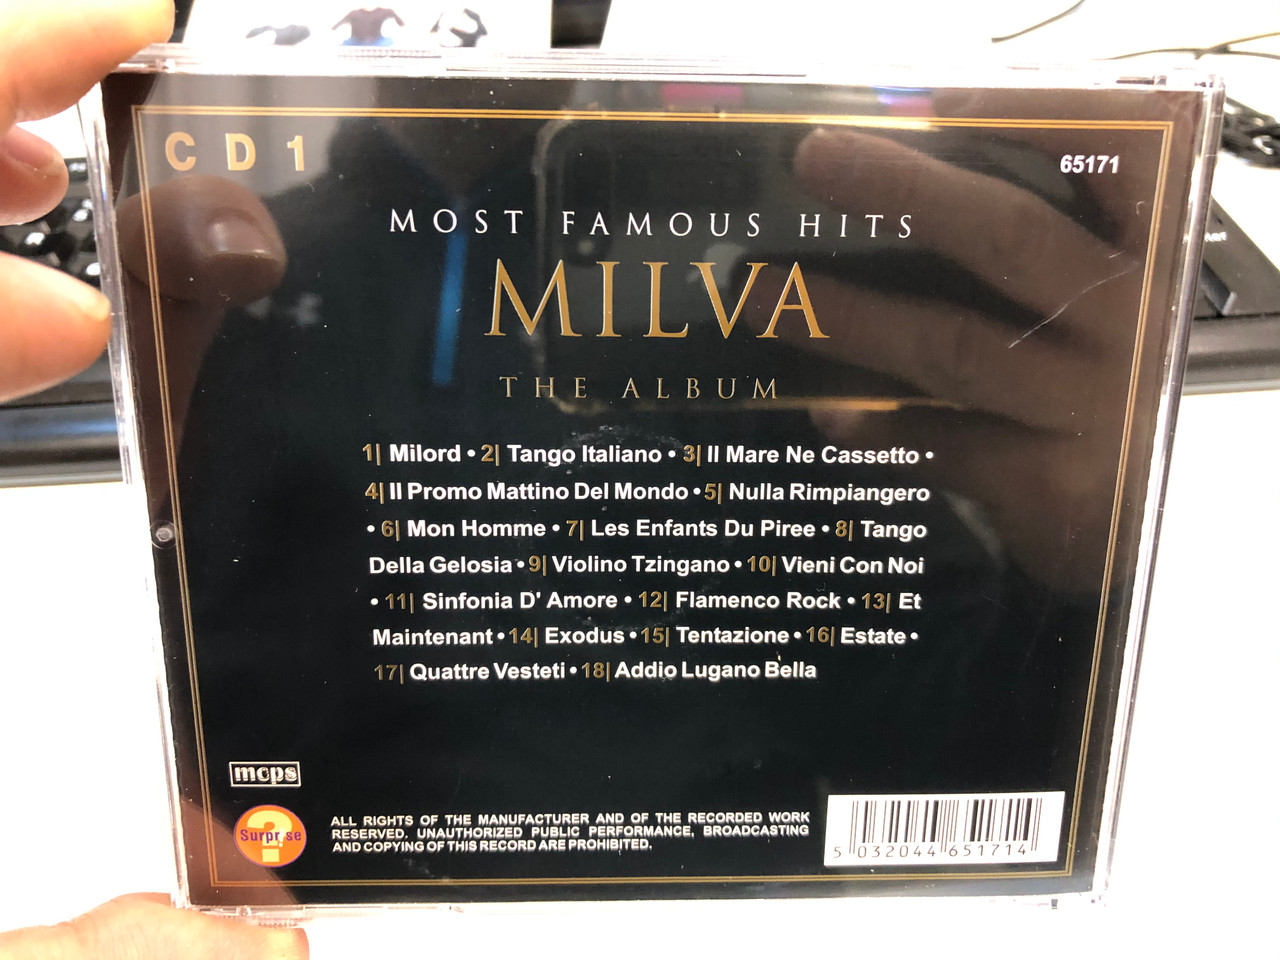 CD1
65171
MOST FAMOUS HITS
MILVA
THE ALBUM
1| Milord • 2| Tango Italiano • 3| Il Mare Ne Cassetto •
4| Il Promo Mattino Del Mondo • 5| Nulla Rimpiangero
• 6| Mon Homme • 7| Les Enfants Du Piree • 8| Tango
Della Gelosia • 9| Violino Tzingano • 10| Vieni Con Noi
• 11| Sinfonia D' Amore • 12| Flamenco Rock • 13| Et
Maintenant • 14| Exodus • 15| Tentazione • 16| Estate •
17| Quattre Vesteti • 18| Addio Lugano Bella
mcps
Surprise
?
ALL RIGHTS OF THE MANUFACTURER AND OF THE RECORDED WORK
RESERVED. UNAUTHORIZED PUBLIC PERFORMANCE, BROADCASTING
AND COPYING OF THIS RECORD ARE PROHIBITED.
5 032044 651714